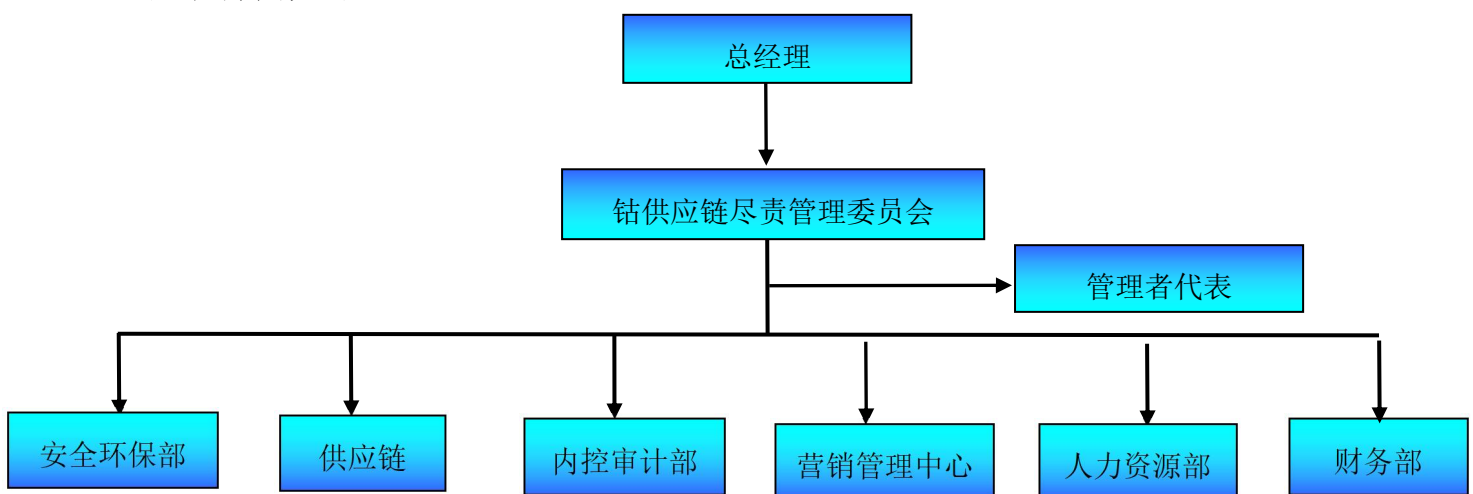 总经理
钴供应链尽责管理委员会
管理者代表
安全环保部
供应链
内控审计部
营销管理中心
人力资源部
财务部